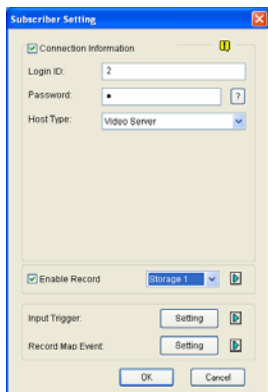 Subscriber Setting
Connection Information
Login ID: 2
Password: •
?
Host Type: Video Server
Enable Record Storage 1
Input Trigger: Setting
Record Map Event: Setting
OK Cancel